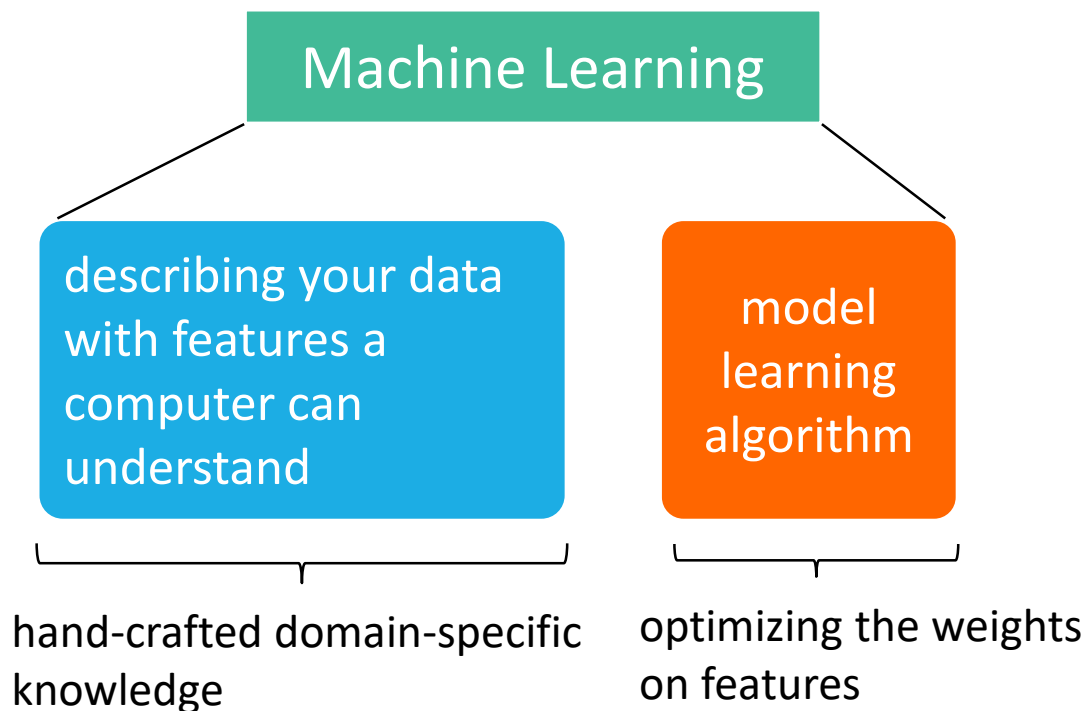 Machine Learning
describing your data
with features a
computer can
understand
model
learning
algorithm
hand-crafted domain-specific
knowledge
optimizing the weights
on features